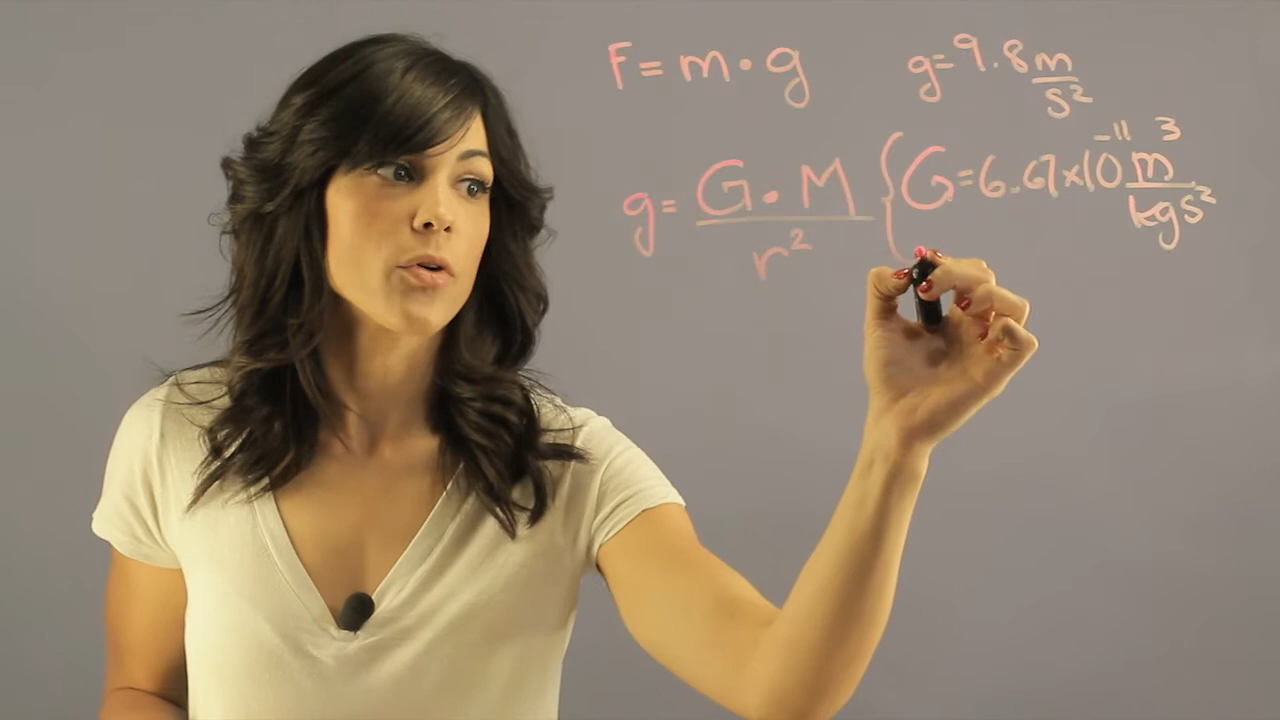 F = m · g
g = 9.8 m/s²
g = G · M / r² { G = 6.67 x 10⁻¹¹ m³/kg s²